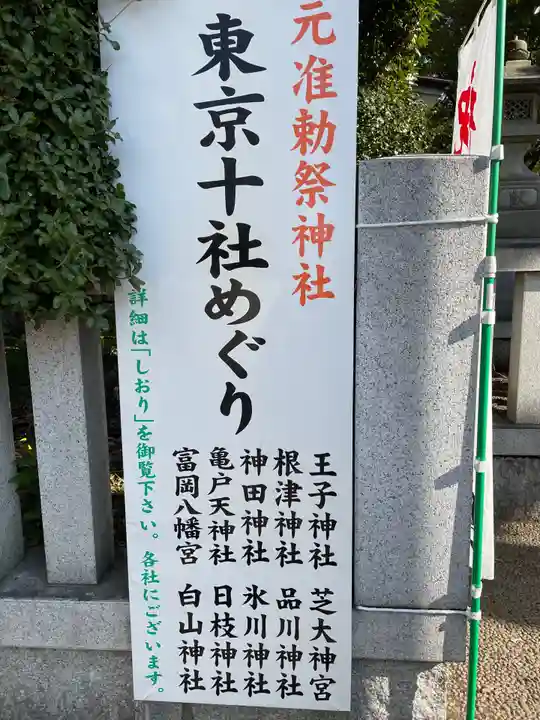 元准勅祭神社
東京十社めぐり
王子神社 芝大神宮
根津神社 品川神社
神田神社 氷川神社
亀戸天神社 日枝神社
富岡八幡宮 白山神社
詳細は「しおり」を御覧下さい。各社にございます。